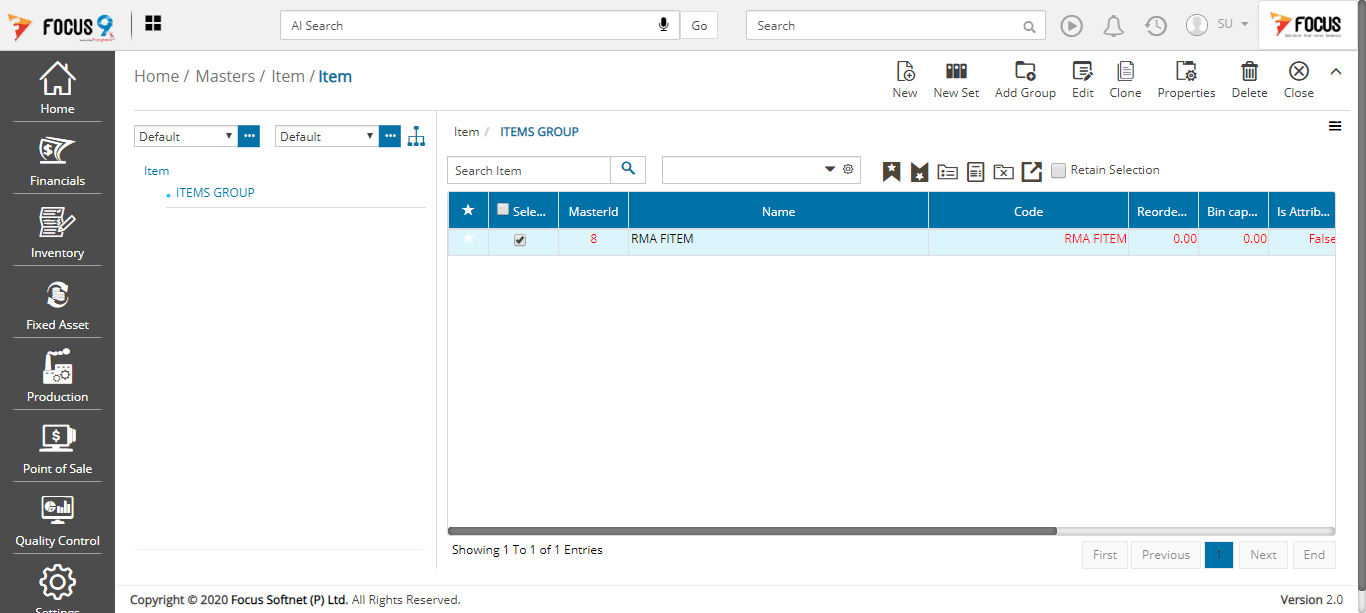 FOCUS 9
AI Search
Go
Search
SU
FOCUS
Home
Financials
Inventory
Fixed Asset
Production
Point of Sale
Quality Control
Settings
Home / Masters / Item / Item
New
New Set
Add Group
Edit
Clone
Properties
Delete
Close
Default
Default
Item
ITEMS GROUP
Item / ITEMS GROUP
Search Item
Retain Selection
Sele... MasterId Name Code Reorde... Bin cap... Is Attrib...
8 RMA FITEM RMA FITEM 0.00 0.00 False
Showing 1 To 1 of 1 Entries
First Previous 1 Next End
Copyright © 2020 Focus Softnet (P) Ltd. All Rights Reserved.
Version 2.0